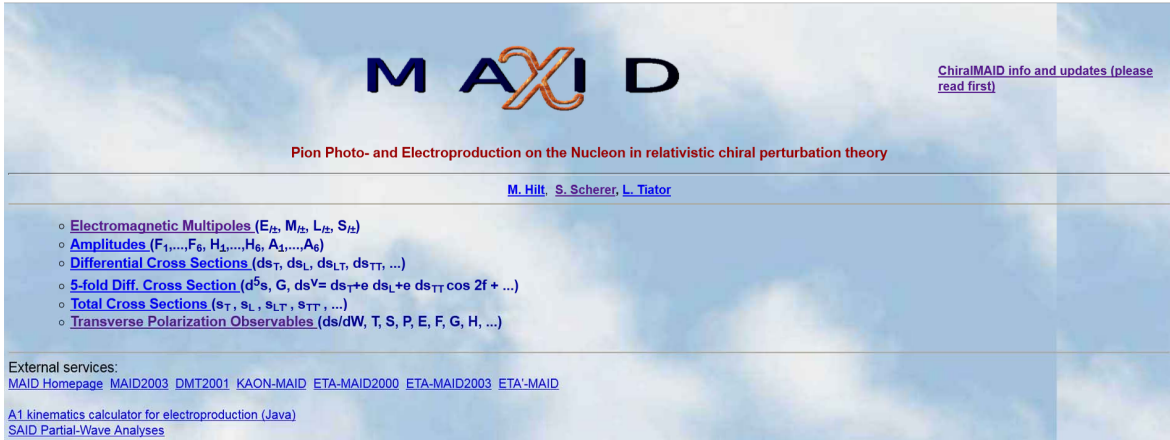 M A X I D
ChiralMAID info and updates (please
read first)
Pion Photo- and Electroproduction on the Nucleon in relativistic chiral perturbation theory
M. Hilt, S. Scherer, L. Tiator
Electromagnetic Multipoles (El±, Ml±, Ll±, Sl±)
Amplitudes (F1,...,F6, H1,...,H6, A1,...,A6)
Differential Cross Sections (dsT, dsL, dsLT, dsTT, ...)
5-fold Diff. Cross Section (d5s, G, dsv= dsT+e dsL+e dsTT cos 2f + ...)
Total Cross Sections (sT , sL , sLT' , sTT' , ...)
Transverse Polarization Observables (ds/dW, T, S, P, E, F, G, H, ...)
External services:
MAID Homepage MAID2003 DMT2001 KAON-MAID ETA-MAID2000 ETA-MAID2003 ETA'-MAID
A1 kinematics calculator for electroproduction (Java)
SAID Partial-Wave Analyses